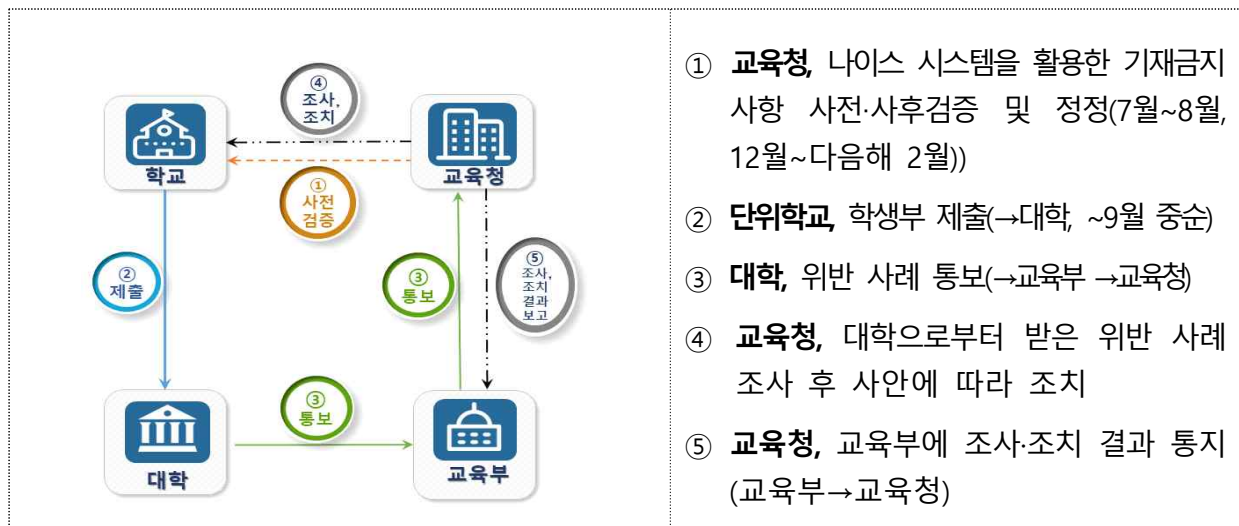 ④
조사,
조치
학교
교육청
①
사전
검증
②
제출
③
통보
⑤
조사,
조치
결과
보고
③
통보
대학
교육부
① 교육청, 나이스 시스템을 활용한 기재금지
사항 사전·사후검증 및 정정(7월~8월,
12월~다음해 2월))
② 단위학교, 학생부 제출(→대학, ~9월 중순)
③ 대학, 위반 사례 통보(→교육부 →교육청)
④ 교육청, 대학으로부터 받은 위반 사례
조사 후 사안에 따라 조치
⑤ 교육청, 교육부에 조사·조치 결과 통지
(교육부→교육청)